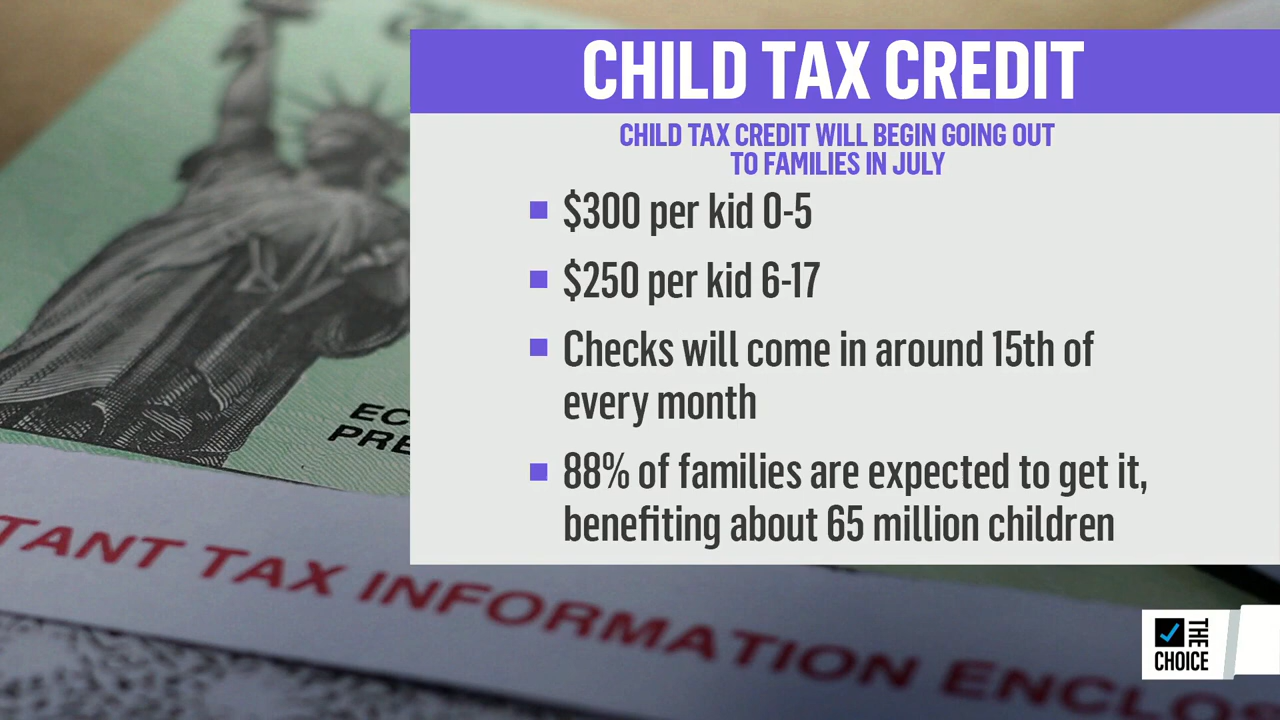 CHILD TAX CREDIT
CHILD TAX CREDIT WILL BEGIN GOING OUT
TO FAMILIES IN JULY
$300 per kid 0-5
$250 per kid 6-17
Checks will come in around 15th of
every month
88% of families are expected to get it,
benefiting about 65 million children
TAX INFORMATION
THE
CHOICE